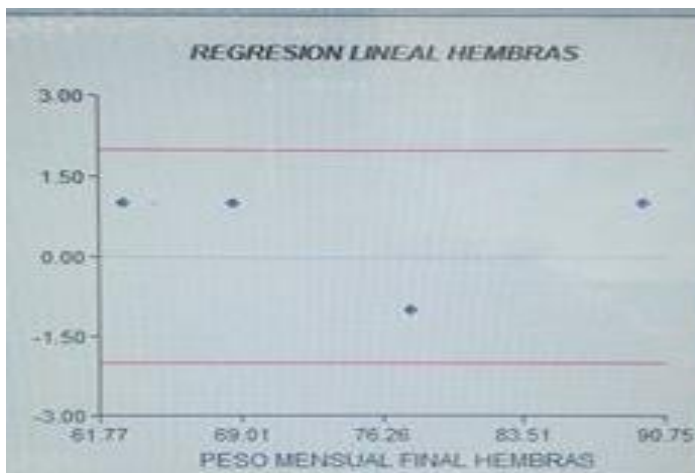 REGRESION LINEAL HEMBRAS
3.00
1.50
0.00
-1.50
-3.00
61.77 69.01 76.26 83.51 90.75
PESO MENSUAL FINAL HEMBRAS